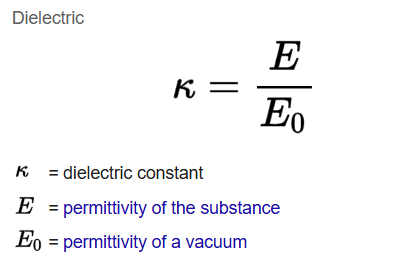 Dielectric
κ = E / E₀
κ = dielectric constant
E = permittivity of the substance
E₀ = permittivity of a vacuum